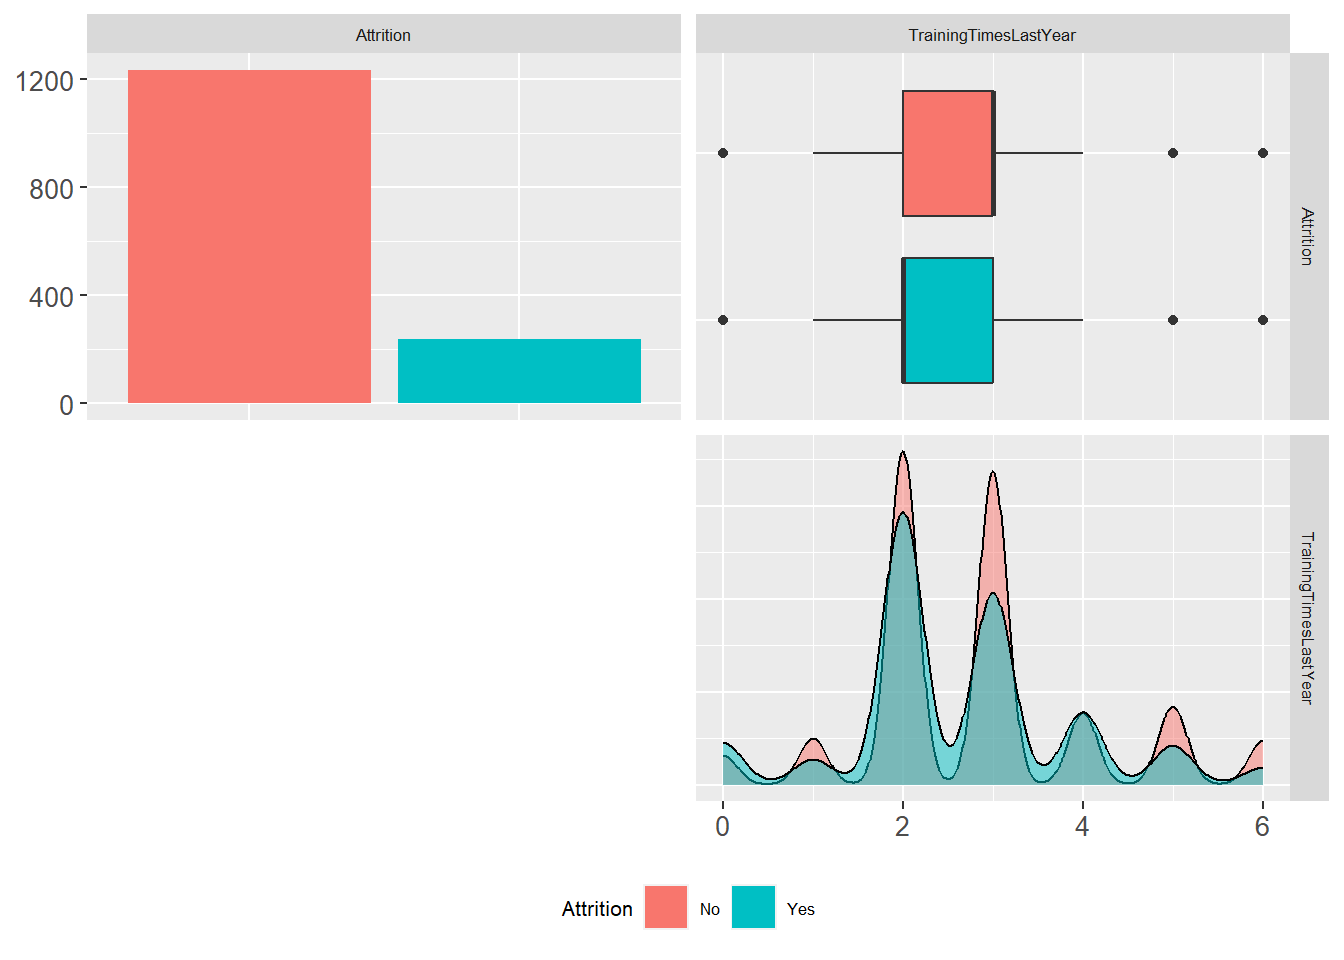 Attrition
TrainingTimesLastYear
1200
800
400
0
Attrition
TrainingTimesLastYear
0 2 4 6
Attrition No Yes